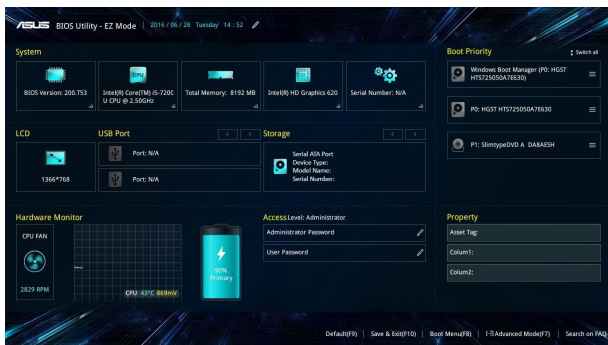 ASUS BIOS Utility - EZ Mode 2016 / 06 / 28 Tuesday 14 : 52
System
BIOS Version: 200.T53
Intel(R) Core(TM) i5-7200
U CPU @ 2.50GHz
Total Memory: 8192 MB
Intel(R) HD Graphics 620
Serial Number: N/A
Boot Priority
Switch all
Windows Boot Manager (P0: HGST
HTS725050A7E630)
P0: HGST HTS725050A7E630
P1: SlimtypeDVD A DA8AESH
LCD
1366*768
USB Port
Port: N/A
Port: N/A
Storage
Serial ATA Port
Device Type:
Model Name:
Serial Number:
Hardware Monitor
CPU FAN
2829 RPM
CPU 43°C 869mV
90%
Primary
Access Level: Administrator
Administrator Password
User Password
Property
Asset Tag:
Colum1:
Colum2:
Default(F9) | Save & Exit(F10) | Boot Menu(F8) | Advanced Mode(F7) | Search on FAQ